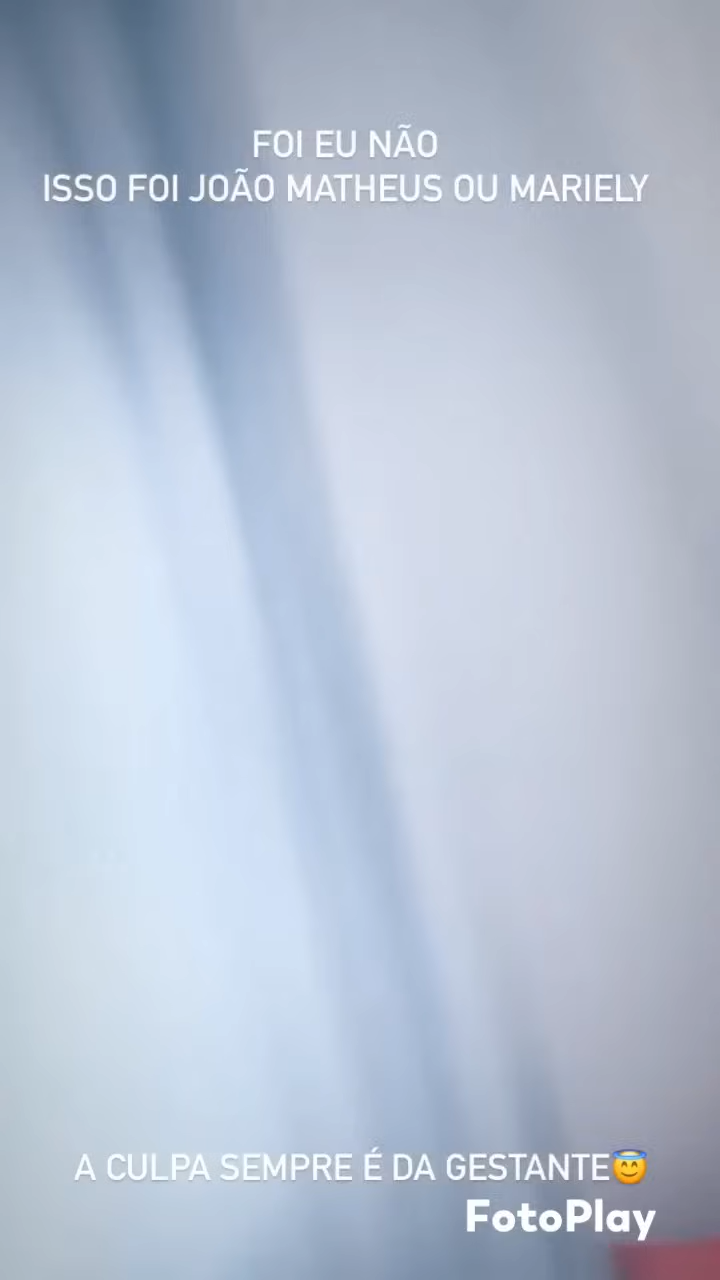 FOI EU NÃO
ISSO FOI JOÃO MATHEUS OU MARIELY
A CULPA SEMPRE É DA GESTANTE😇
FotoPlay